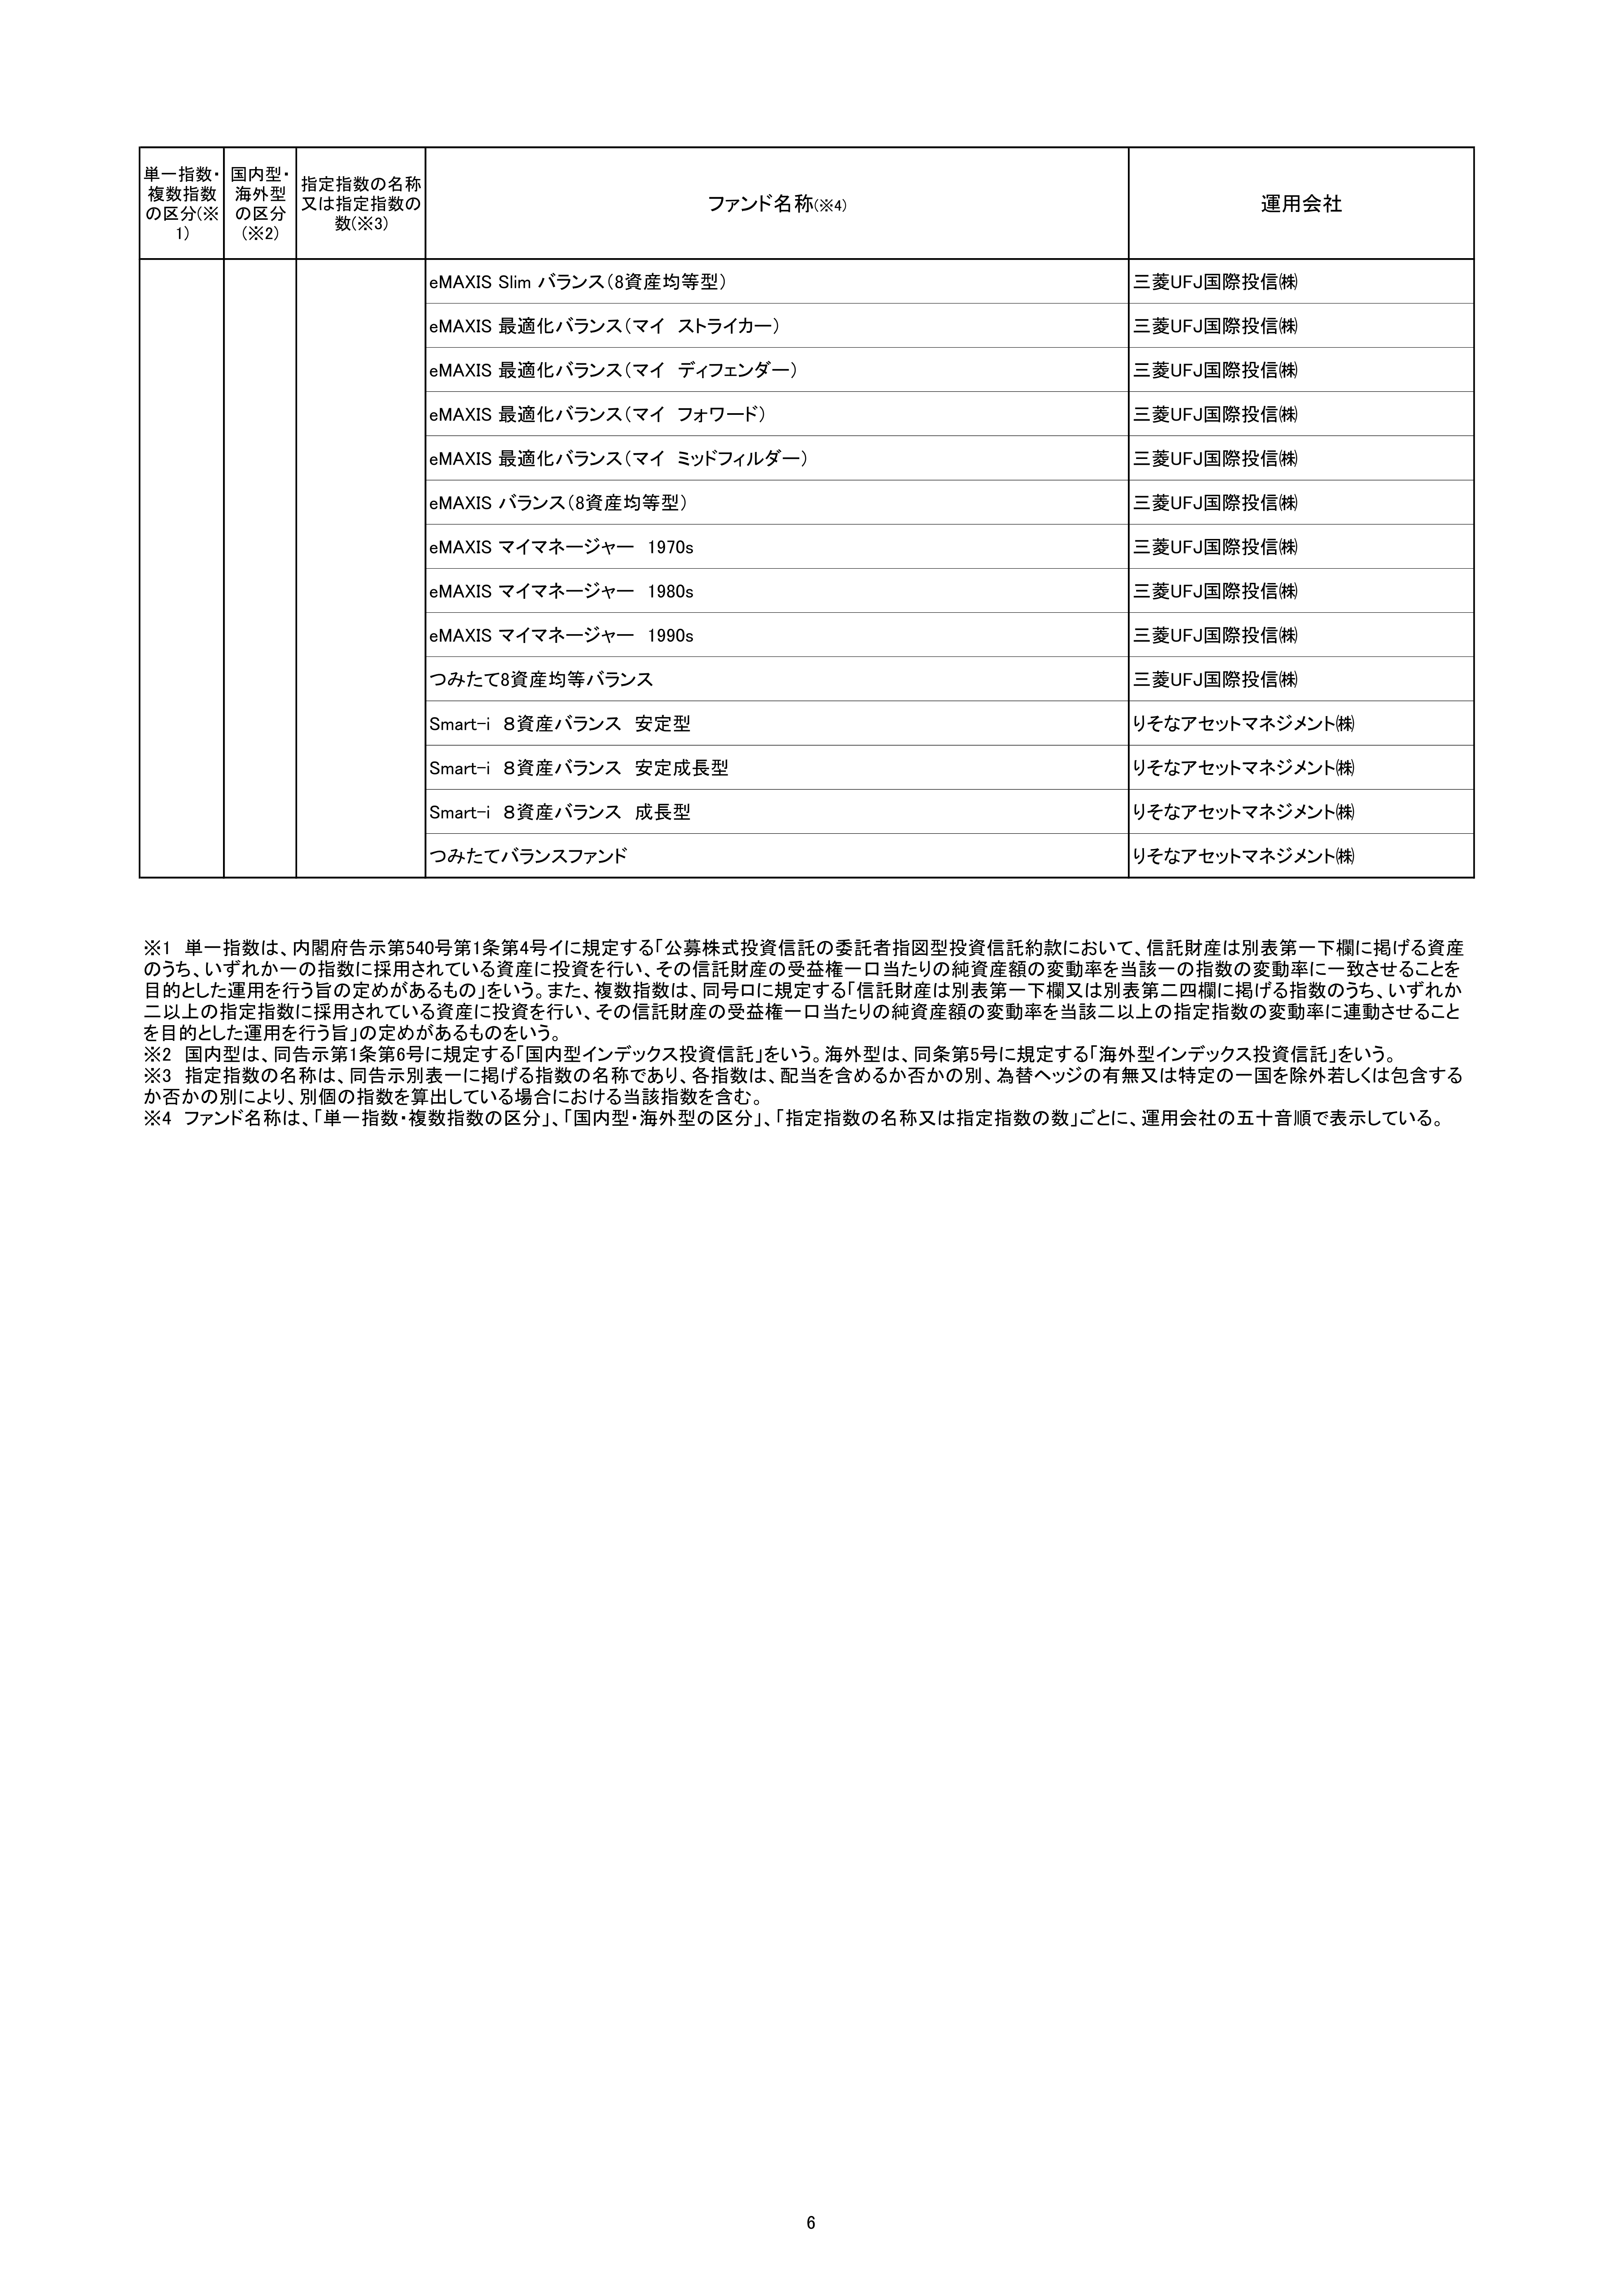 単一指数・
複数指数
の区分(※
1)
国内型・
海外型
の区分
(※2)
指定指数の名称
又は指定指数の
数(※3)
ファンド名称(※4)
運用会社
eMAXIS Slim バランス(8資産均等型)
三菱UFJ国際投信㈱
eMAXIS 最適化バランス(マイ ストライカー)
三菱UFJ国際投信㈱
eMAXIS 最適化バランス(マイ ディフェンダー)
三菱UFJ国際投信㈱
eMAXIS 最適化バランス(マイ フォワード)
三菱UFJ国際投信㈱
eMAXIS 最適化バランス(マイ ミッドフィルダー)
三菱UFJ国際投信㈱
eMAXIS バランス(8資産均等型)
三菱UFJ国際投信㈱
eMAXIS マイマネージャー 1970s
三菱UFJ国際投信㈱
eMAXIS マイマネージャー 1980s
三菱UFJ国際投信㈱
eMAXIS マイマネージャー 1990s
三菱UFJ国際投信㈱
つみたて8資産均等バランス
三菱UFJ国際投信㈱
Smart-i 8資産バランス 安定型
りそなアセットマネジメント㈱
Smart-i 8資産バランス 安定成長型
りそなアセットマネジメント㈱
Smart-i 8資産バランス 成長型
りそなアセットマネジメント㈱
つみたてバランスファンド
りそなアセットマネジメント㈱
※1 単一指数は、内閣府告示第540号第1条第4号イに規定する「公募株式投資信託の委託者指図型投資信託約款において、信託財産は別表第一下欄に掲げる資産
のうち、いずれか一の指数に採用されている資産に投資を行い、その信託財産の受益権一口当たりの純資産額の変動率を当該一の指数の変動率に一致させることを
目的とした運用を行う旨の定めがあるもの」をいう。また、複数指数は、同号ロに規定する「信託財産は別表第一下欄又は別表第二四欄に掲げる指数のうち、いずれか
二以上の指定指数に採用されている資産に投資を行い、その信託財産の受益権一口当たりの純資産額の変動率を当該二以上の指定指数の変動率に連動させること
を目的とした運用を行う旨」の定めがあるものをいう。
※2 国内型は、同告示第1条第6号に規定する「国内型インデックス投資信託」をいう。海外型は、同条第5号に規定する「海外型インデックス投資信託」をいう。
※3 指定指数の名称は、同告示別表一に掲げる指数の名称であり、各指数は、配当を含めるか否かの別、為替ヘッジの有無又は特定の一国を除外若しくは包含する
か否かの別により、別個の指数を算出している場合における当該指数を含む。
※4 ファンド名称は、「単一指数・複数指数の区分」、「国内型・海外型の区分」、「指定指数の名称又は指定指数の数」ごとに、運用会社の五十音順で表示している。
6